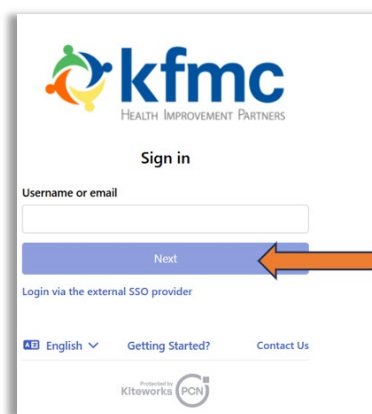 kfmc
HEALTH IMPROVEMENT PARTNERS
Sign in
Username or email
Next
Login via the external SSO provider
English Getting Started? Contact Us
Protected by
Kiteworks PCN